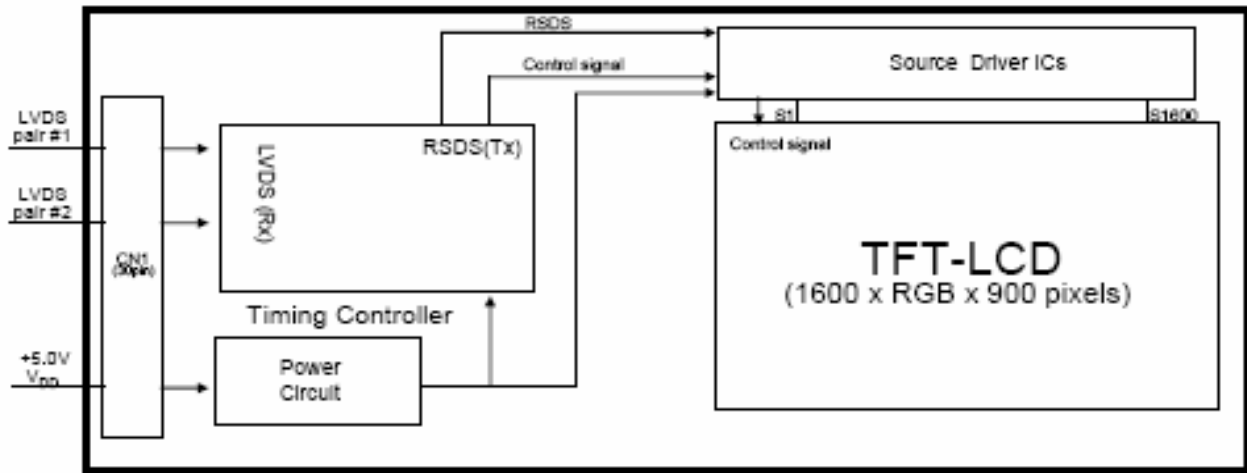 RSDS
Control signal
Source Driver ICs
LVDS
pair #1
S1
S1600
RSDS(Tx)
LVDS (Rx)
Control signal
LVDS
pair #2
CN1
(30pin)
TFT-LCD
(1600 x RGB x 900 pixels)
Timing Controller
+5.0V
VDD
Power
Circuit